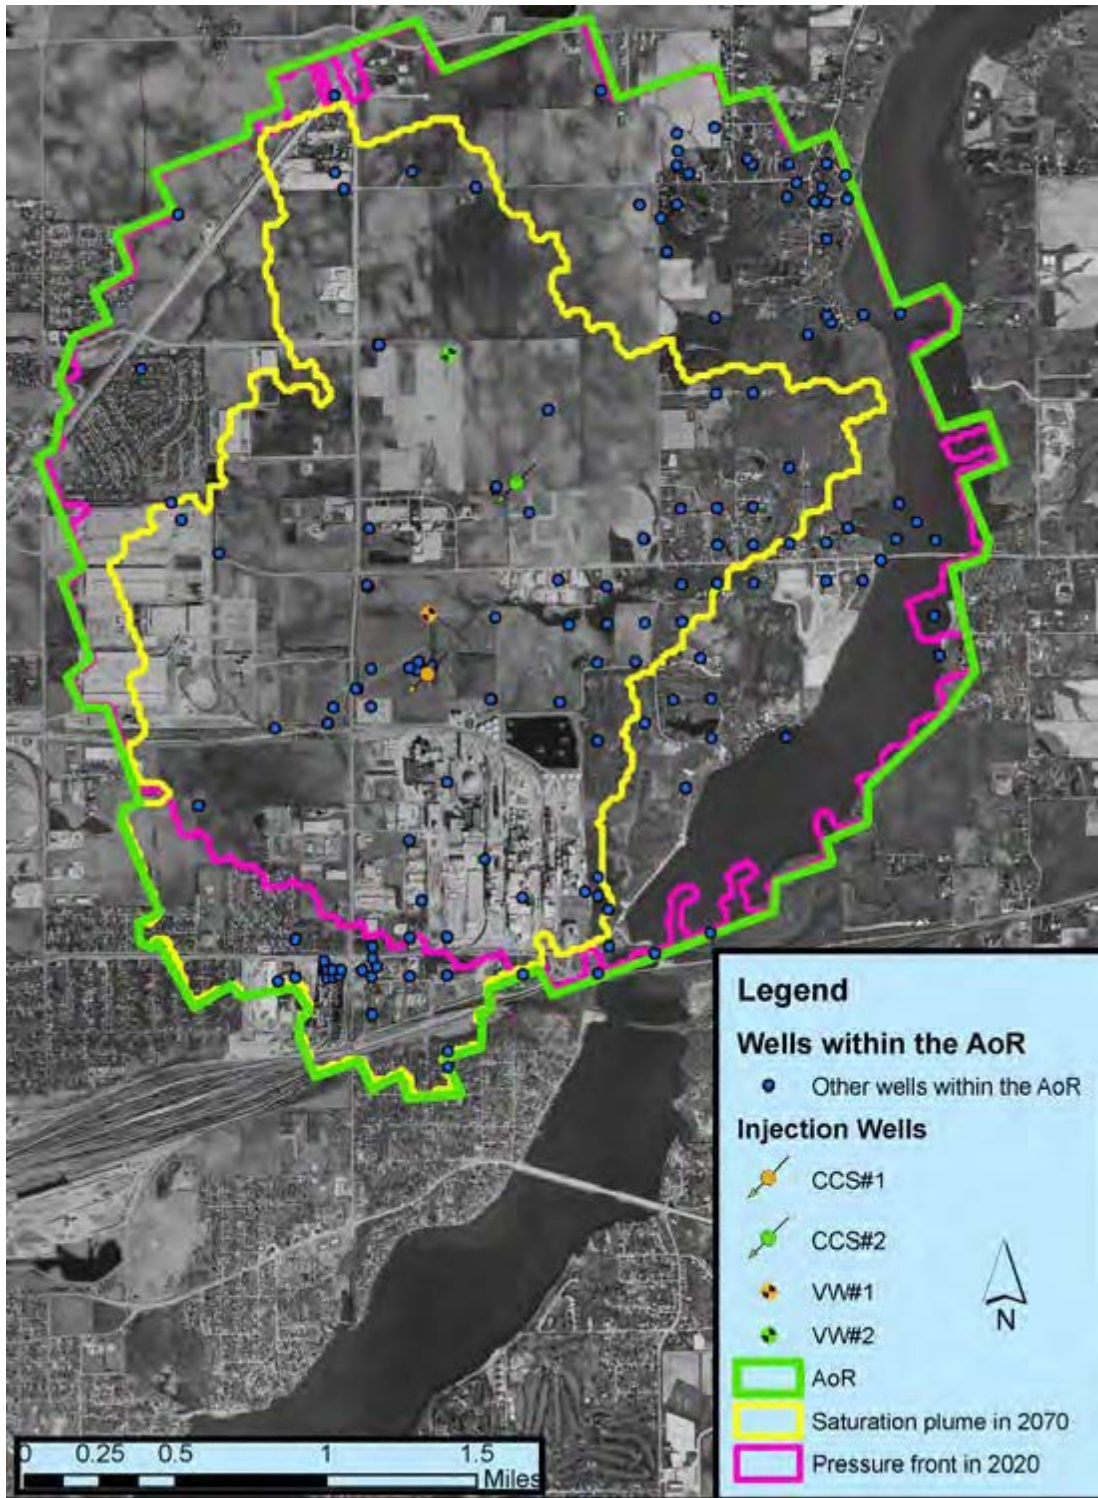 Legend
Wells within the AoR
Other wells within the AoR
Injection Wells
CCS#1
CCS#2
VW#1
VW#2
N
AoR
Saturation plume in 2070
Pressure front in 2020
0 0.25 0.5 1 1.5
Miles